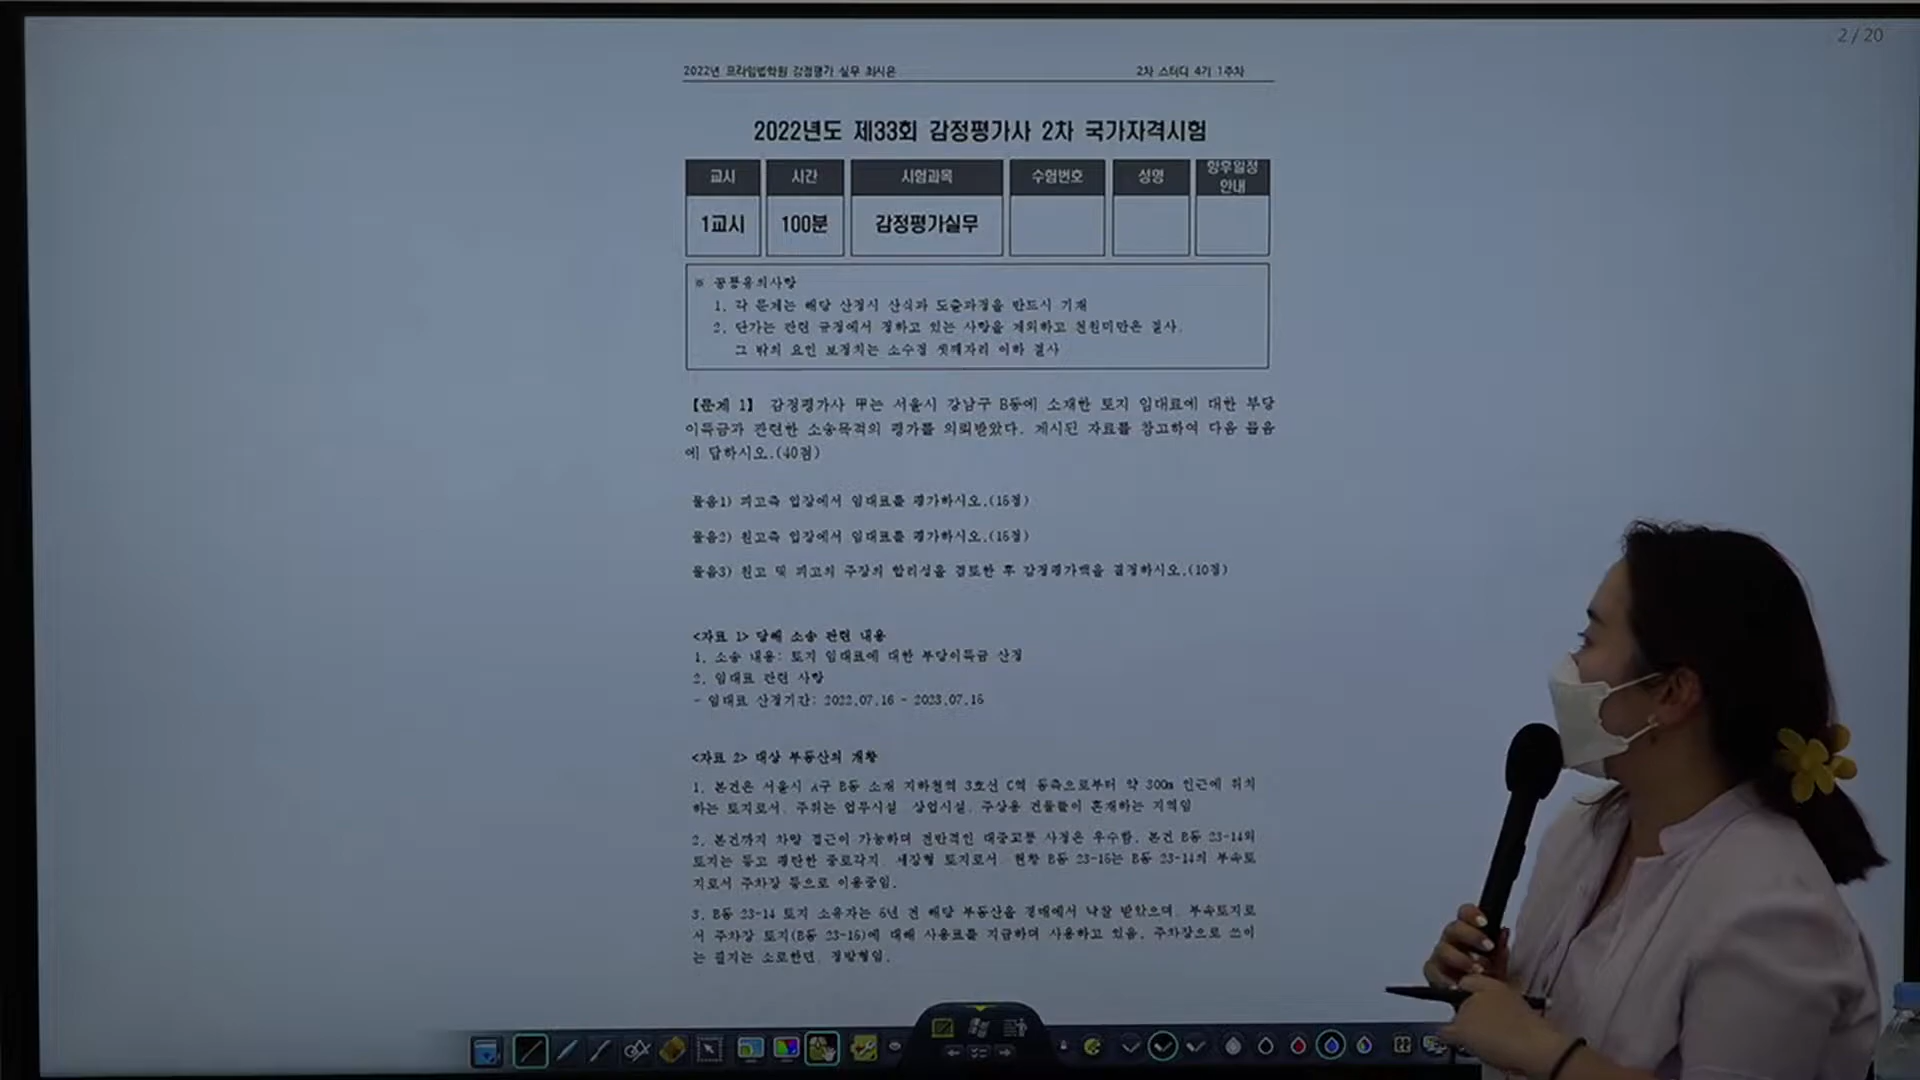 2 / 20
2022년 프라임법학원 감정평가 실무 최시은
2차 스터디 4기 1주차
2022년도 제33회 감정평가사 2차 국가자격시험
교시 시간 시험과목 수험번호 성명 향후일정 안내
1교시 100분 감정평가실무
※ 공통유의사항
1. 각 문제는 해당 산정시 산식과 도출과정을 반드시 기재
2. 단가는 관련 규정에서 정하고 있는 사항을 제외하고 천원미만은 절사,
그 밖의 요인 보정치는 소수점 셋째자리 이하 절사
【문제 1】 감정평가사 甲는 서울시 강남구 B동에 소재한 토지 임대료에 대한 부당
이득금과 관련한 소송목적의 평가를 의뢰받았다. 제시된 자료를 참고하여 다음 물음
에 답하시오.(40점)
물음1) 피고측 입장에서 임대료를 평가하시오.(15점)
물음2) 원고측 입장에서 임대료를 평가하시오.(15점)
물음3) 원고 및 피고의 주장의 합리성을 검토한 후 감정평가액을 결정하시오.(10점)
<자료 1> 당해 소송 관련 내용
1. 소송 내용: 토지 임대료에 대한 부당이득금 산정
2. 임대료 관련 사항
- 임대료 산정기간: 2022.07.16 - 2023.07.15
<자료 2> 대상 부동산의 개황
1. 본건은 서울시 A구 B동 소재 지하철역 3호선 C역 동측으로부터 약 300m 인근에 위치
하는 토지로서, 주위는 업무시설, 상업시설, 주상용 건물들이 혼재하는 지역임
2. 본건까지 차량 접근이 가능하며 전반적인 대중교통 사정은 우수함. 본건 B동 23-14의
토지는 등고 평탄한 중로각지, 세장형 토지로서, 현황 B동 23-15는 B동 23-14의 부속토
지로서 주차장 등으로 이용중임.
3. B동 23-14 토지 소유자는 5년 전 해당 부동산을 경매에서 낙찰 받았으며, 부속토지로
서 주차장 토지(B동 23-15)에 대해 사용료를 지급하며 사용하고 있음. 주차장으로 쓰이
는 필지는 소로한면, 정방형임.